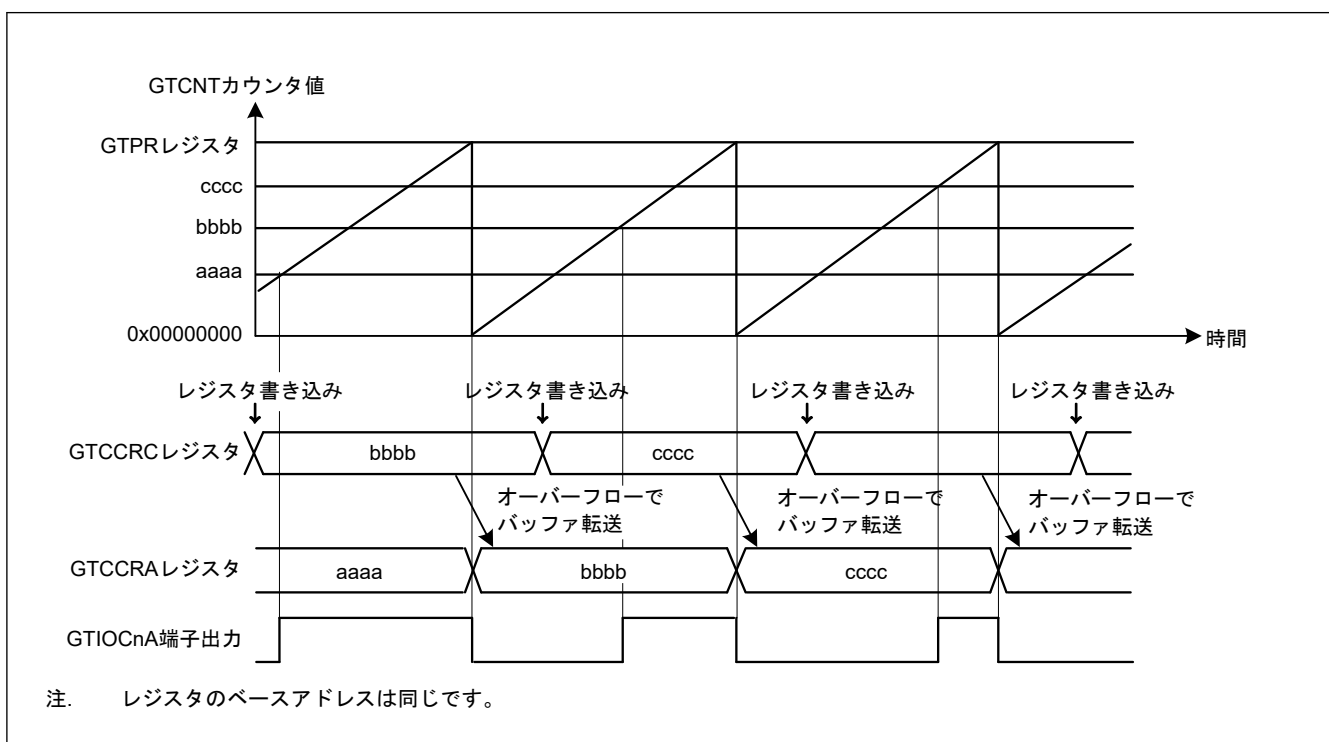 GTCNTカウンタ値
GTPRレジスタ
cccc
bbbb
aaaa
0x00000000
時間
レジスタ書き込み
レジスタ書き込み
レジスタ書き込み
レジスタ書き込み
GTCCRCレジスタ
bbbb
cccc
オーバーフローで
バッファ転送
オーバーフローで
バッファ転送
オーバーフローで
バッファ転送
GTCCRAレジスタ
aaaa
bbbb
cccc
GTIOCnA端子出力
注. レジスタのベースアドレスは同じです。